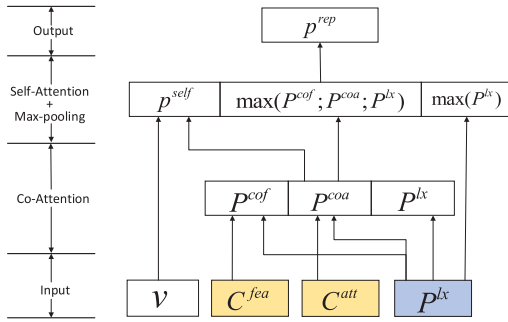 Output
p^rep
Self-Attention
+
Max-pooling
p^self max(P^cof ; P^coa ; P^lx) max(P^lx)
Co-Attention
P^cof P^coa P^lx
Input
v C^fea C^att P^lx